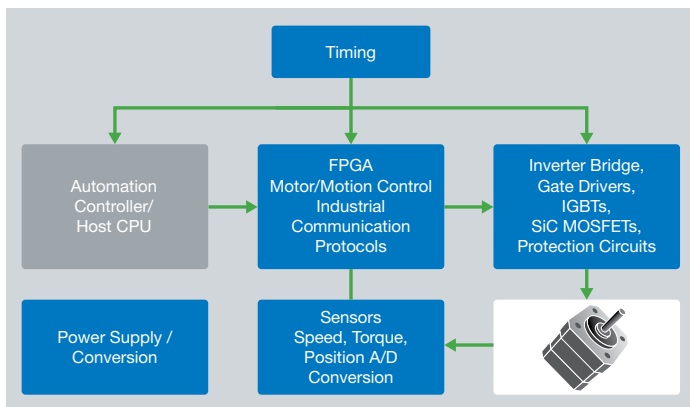 Timing
Automation
Controller/
Host CPU
FPGA
Motor/Motion Control
Industrial
Communication
Protocols
Inverter Bridge,
Gate Drivers,
IGBTs,
SiC MOSFETs,
Protection Circuits
Power Supply /
Conversion
Sensors
Speed, Torque,
Position A/D
Conversion